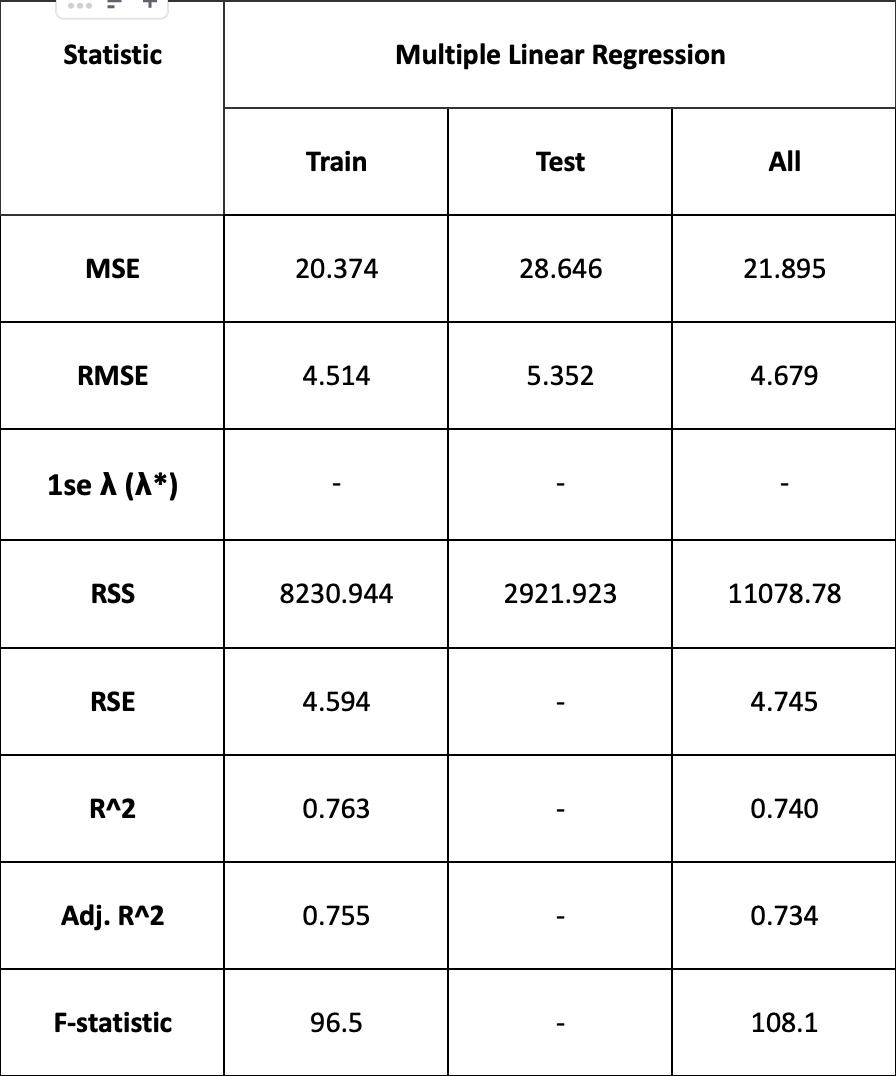 Statistic Multiple Linear Regression
Train Test All
MSE 20.374 28.646 21.895
RMSE 4.514 5.352 4.679
1se λ (λ*) - - -
RSS 8230.944 2921.923 11078.78
RSE 4.594 - 4.745
R^2 0.763 - 0.740
Adj. R^2 0.755 - 0.734
F-statistic 96.5 - 108.1